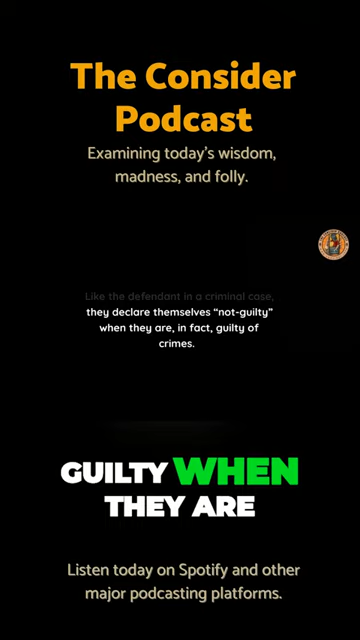 The Consider
Podcast
Examining today's wisdom,
madness, and folly.
Like the defendant in a criminal case,
they declare themselves "not-guilty"
when they are, in fact, guilty of
crimes.
GUILTY WHEN
THEY ARE
Listen today on Spotify and other
major podcasting platforms.